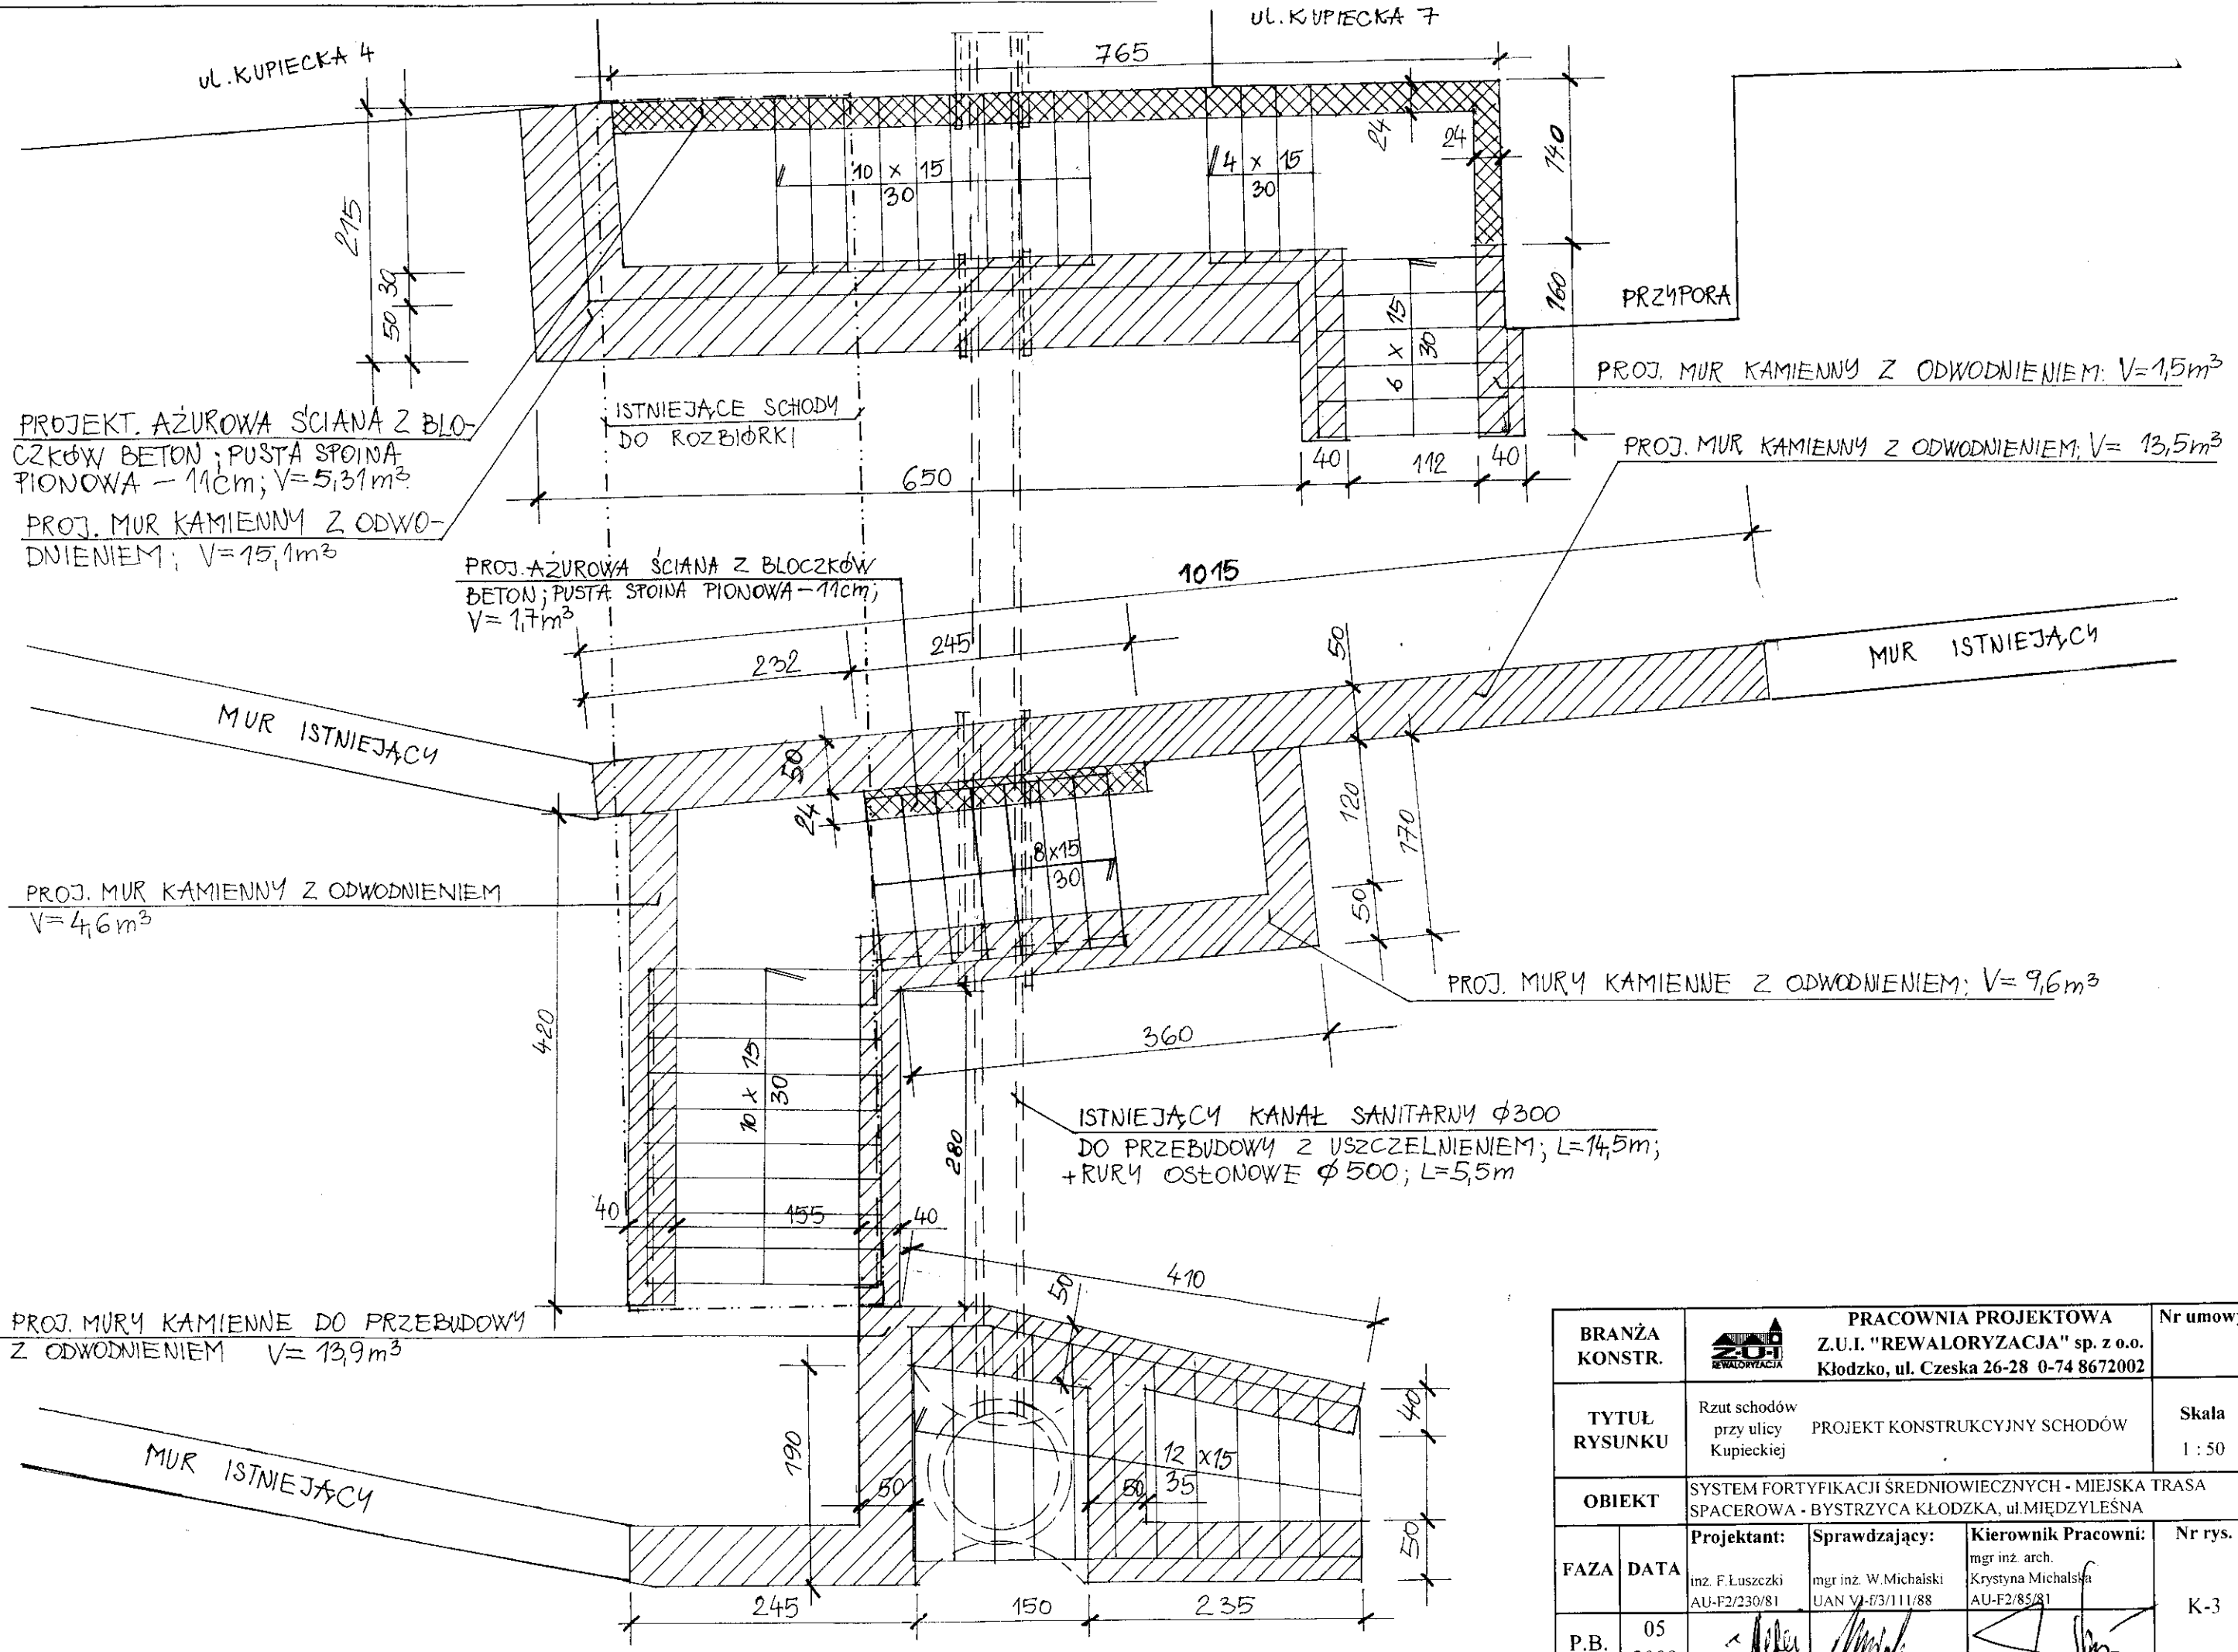 ul. KUPIECKA 4
ul. KUPIECKA 7
765
215
30
50
10 x 15
30
4 x 15
30
24
24
140
160
PRZYPORA
6 x 15
30
PROJ. MUR KAMIENNY Z ODWODNIENIEM: V=1,5m³
PROJEKT. AŻUROWA ŚCIANA Z BLO-
CZKÓW BETON; PUSTA SPOINA
PIONOWA – 11cm; V=5,31m³
PROJ. MUR KAMIENNY Z ODWO-
DNIENIEM; V=15,1m³
ISTNIEJĄCE SCHODY
DO ROZBIÓRKI
650
40
112
40
PROJ. MUR KAMIENNY Z ODWODNIENIEM; V= 13,5m³
PROJ. AŻUROWA ŚCIANA Z BLOCZKÓW
BETON; PUSTA SPOINA PIONOWA–11cm;
V= 1,7m³
1015
232
245
50
MUR ISTNIEJĄCY
MUR ISTNIEJĄCY
50
24
8x15
30
120
170
50
PROJ. MUR KAMIENNY Z ODWODNIENIEM
V= 4,6m³
PROJ. MURY KAMIENNE Z ODWODNIENIEM; V= 9,6m³
420
10 x 15
30
360
280
ISTNIEJĄCY KANAŁ SANITARNY ϕ300
DO PRZEBUDOWY Z USZCZELNIENIEM; L=14,5m;
+RURY OSŁONOWE ϕ500; L=5,5m
40
155
40
410
50
PROJ. MURY KAMIENNE DO PRZEBUDOWY
Z ODWODNIENIEM V= 13,9m³
MUR ISTNIEJĄCY
190
50
50
12 x15
35
40
50
245
150
235
BRANŻA
KONSTR.
Z-U-I
REWALORYZACJA
PRACOWNIA PROJEKTOWA
Z.U.I. "REWALORYZACJA" sp. z o.o.
Kłodzko, ul. Czeska 26-28 0-74 8672002
Nr umowy
TYTUŁ
RYSUNKU
Rzut schodów
przy ulicy
Kupieckiej
PROJEKT KONSTRUKCYJNY SCHODÓW
Skala
1 : 50
OBIEKT
SYSTEM FORTYFIKACJI ŚREDNIOWIECZNYCH - MIEJSKA TRASA
SPACEROWA - BYSTRZYCA KŁODZKA, ul.MIĘDZYLEŚNA
FAZA
DATA
Projektant:
inż. F.Łuszczki
AU-F2/230/81
Sprawdzający:
mgr inż. W.Michalski
UAN VI-f/3/111/88
Kierownik Pracowni:
mgr inż. arch.
Krystyna Michalska
AU-F2/85/81
Nr rys.
K-3
P.B.
05